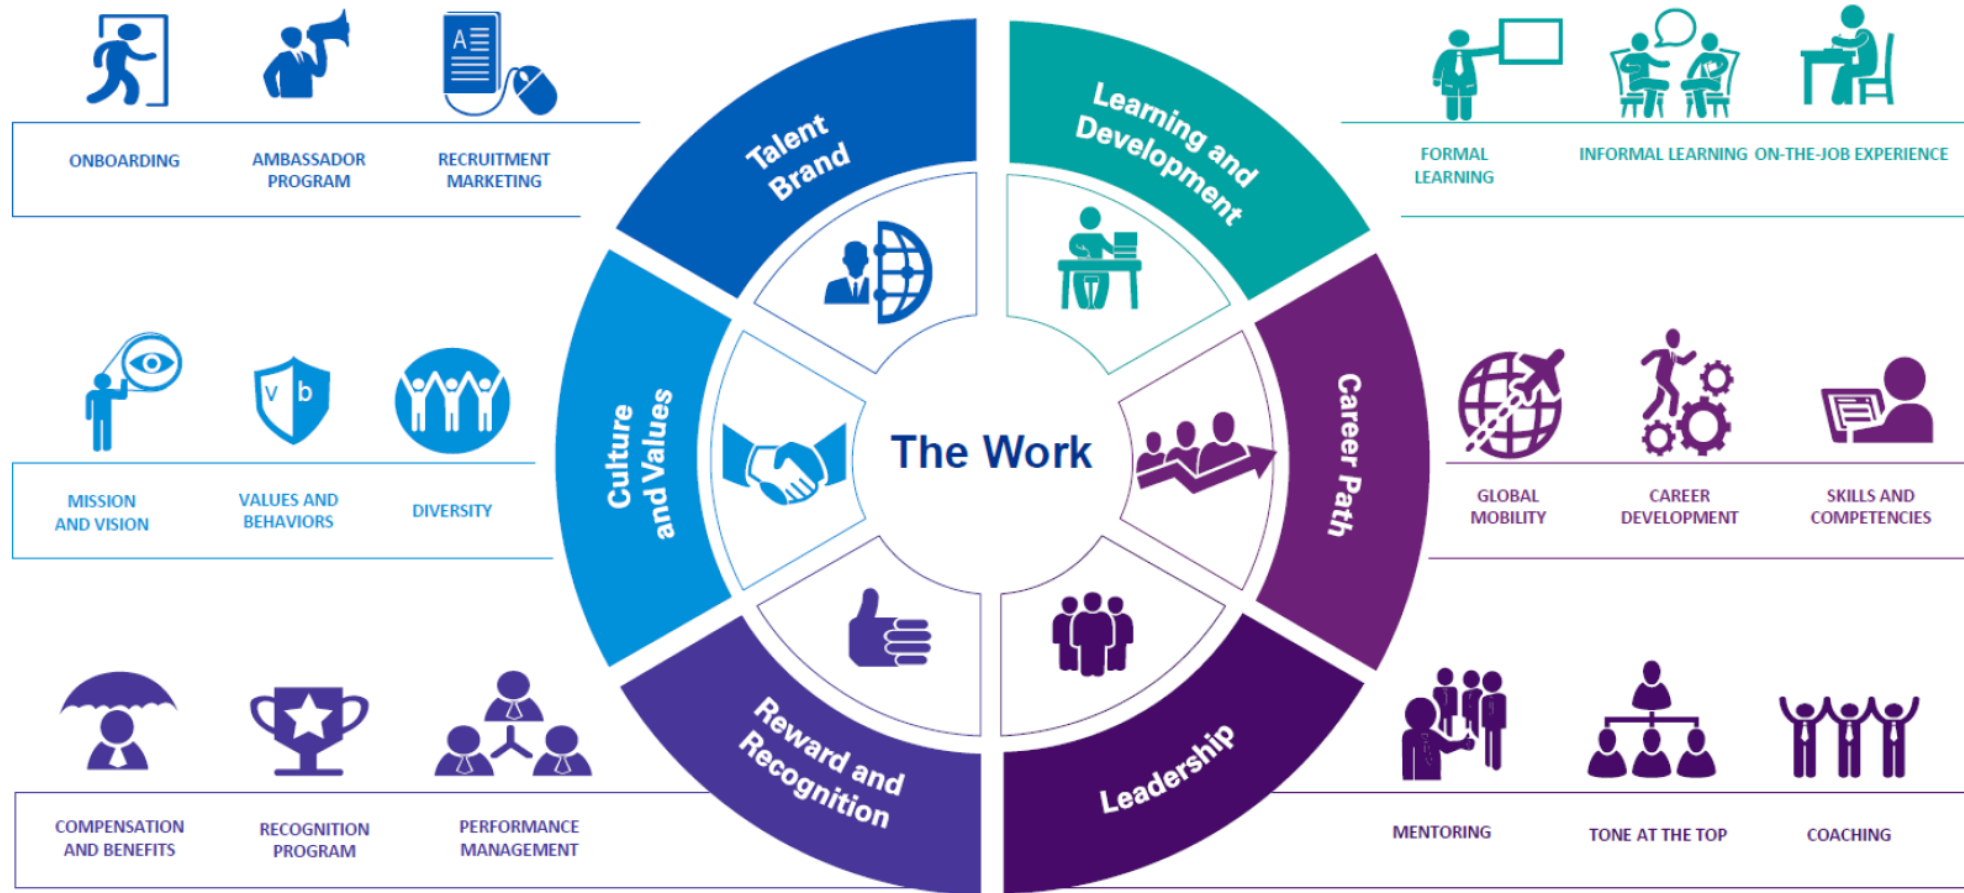 A
ONBOARDING
AMBASSADOR
PROGRAM
RECRUITMENT
MARKETING
Talent
Brand
Learning and
Development
FORMAL
LEARNING
INFORMAL LEARNING
ON-THE-JOB EXPERIENCE
v b
MISSION
AND VISION
VALUES AND
BEHAVIORS
DIVERSITY
Culture
and Values
The Work
Career Path
GLOBAL
MOBILITY
CAREER
DEVELOPMENT
SKILLS AND
COMPETENCIES
COMPENSATION
AND BENEFITS
RECOGNITION
PROGRAM
PERFORMANCE
MANAGEMENT
Reward and
Recognition
Leadership
MENTORING
TONE AT THE TOP
COACHING